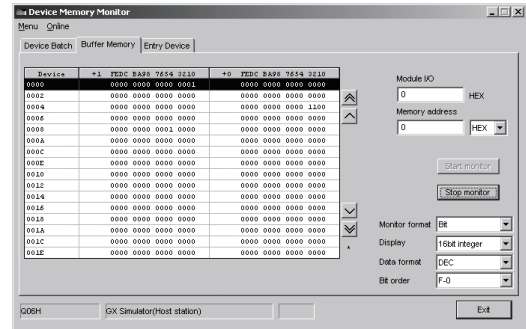 Device Memory Monitor
Menu Online
Device Batch Buffer Memory Entry Device
Device +1 FEDC BA98 7654 3210 +0 FEDC BA98 7654 3210
0000 0000 0000 0000 0001 0000 0000 0000 0000
0002 0000 0000 0000 0000 0000 0000 0000 0000
0004 0000 0000 0000 0000 0000 0000 0000 1100
0006 0000 0000 0000 0000 0000 0000 0000 0000
0008 0000 0000 0001 0000 0000 0000 0000 0000
000A 0000 0000 0000 0000 0000 0000 0000 0000
000C 0000 0000 0000 0000 0000 0000 0000 0000
000E 0000 0000 0000 0000 0000 0000 0000 0000
0010 0000 0000 0000 0000 0000 0000 0000 0000
0012 0000 0000 0000 0000 0000 0000 0000 0000
0014 0000 0000 0000 0000 0000 0000 0000 0000
0016 0000 0000 0000 0000 0000 0000 0000 0000
0018 0000 0000 0000 0000 0000 0000 0000 0000
001A 0000 0000 0000 0000 0000 0000 0000 0000
001C 0000 0000 0000 0000 0000 0000 0000 0000
001E 0000 0000 0000 0000 0000 0000 0000 0000
Module I/O
0 HEX
Memory address
0 HEX
Start monitor
Stop monitor
Monitor format Bit
Display 16bit integer
Data format DEC
Bit order F-0
Q06H GX Simulator(Host station) Exit